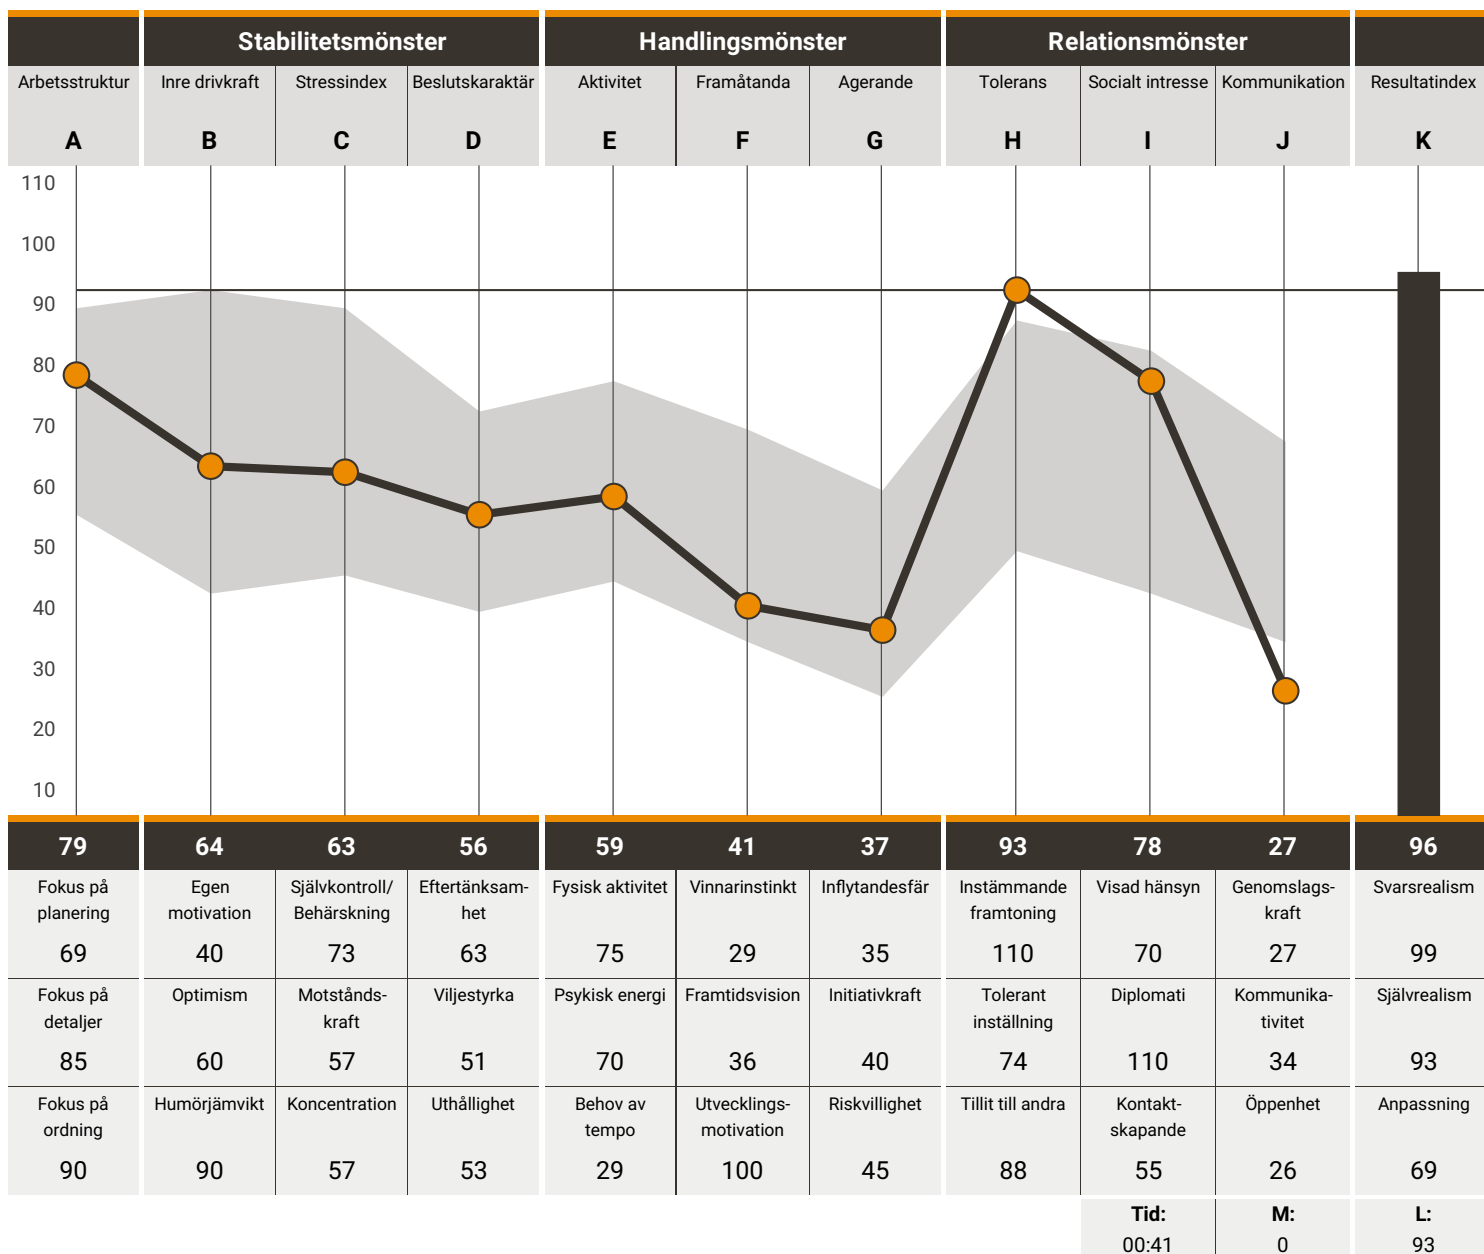 Stabilitetsmönster Handlingsmönster Relationsmönster
Arbetsstruktur Inre drivkraft Stressindex Beslutskaraktär Aktivitet Framåtanda Agerande Tolerans Socialt intresse Kommunikation Resultatindex
A B C D E F G H I J K
110
100
90
80
70
60
50
40
30
20
10
79 64 63 56 59 41 37 93 78 27 96
Fokus på Egen Självkontroll/ Eftertänksam- Fysisk aktivitet Vinnarinstinkt Inflytandesfär Instämmande Visad hänsyn Genomslags- Svarsrealism
planering motivation Behärskning het framtoning kraft
69 40 73 63 75 29 35 110 70 27 99
Fokus på Optimism Motstånds- Viljestyrka Psykisk energi Framtidsvision Initiativkraft Tolerant Diplomati Kommunika- Självrealism
detaljer kraft inställning tivitet
85 60 57 51 70 36 40 74 110 34 93
Fokus på Humörjämvikt Koncentration Uthållighet Behov av Utvecklings- Riskvillighet Tillit till andra Kontakt- Öppenhet Anpassning
ordning tempo motivation skapande
90 90 57 53 29 100 45 88 55 26 69
Tid: M: L:
00:41 0 93